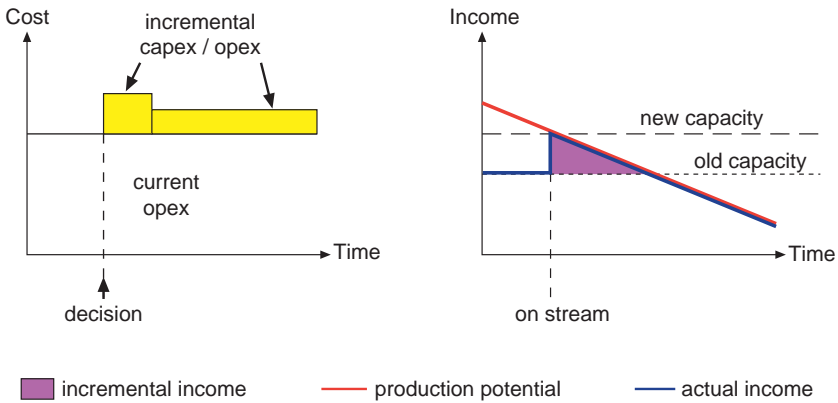 Cost
incremental
capex / opex
current
opex
Time
decision
Income
new capacity
old capacity
Time
on stream
incremental income
production potential
actual income